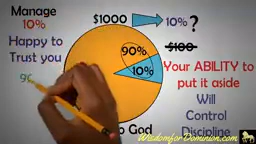 Manage
10%
$1000
10% ?
Happy to
Trust you
90%
10%
$100
Your ABILITY to
put it aside
Will
Control
Discipline
God
WisdomforDominion.com